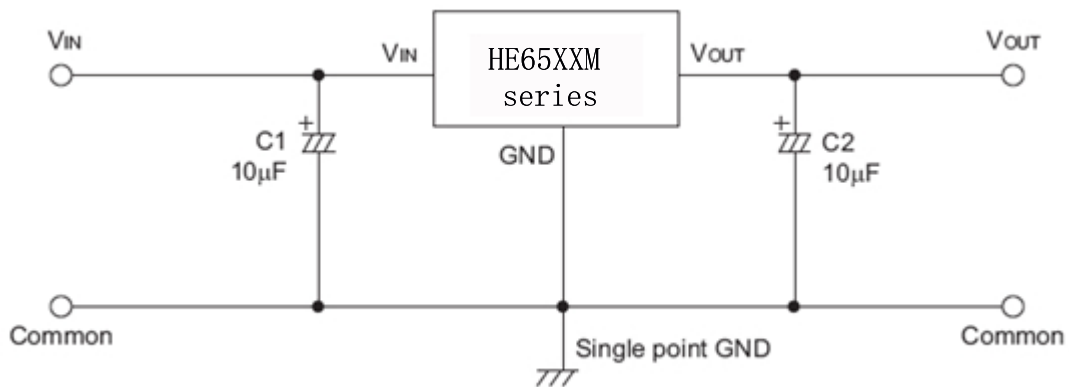 VIN
VIN
HE65XXM
series
VOUT
VOUT
+
C1
10μF
GND
+
C2
10μF
Common
Single point GND
Common